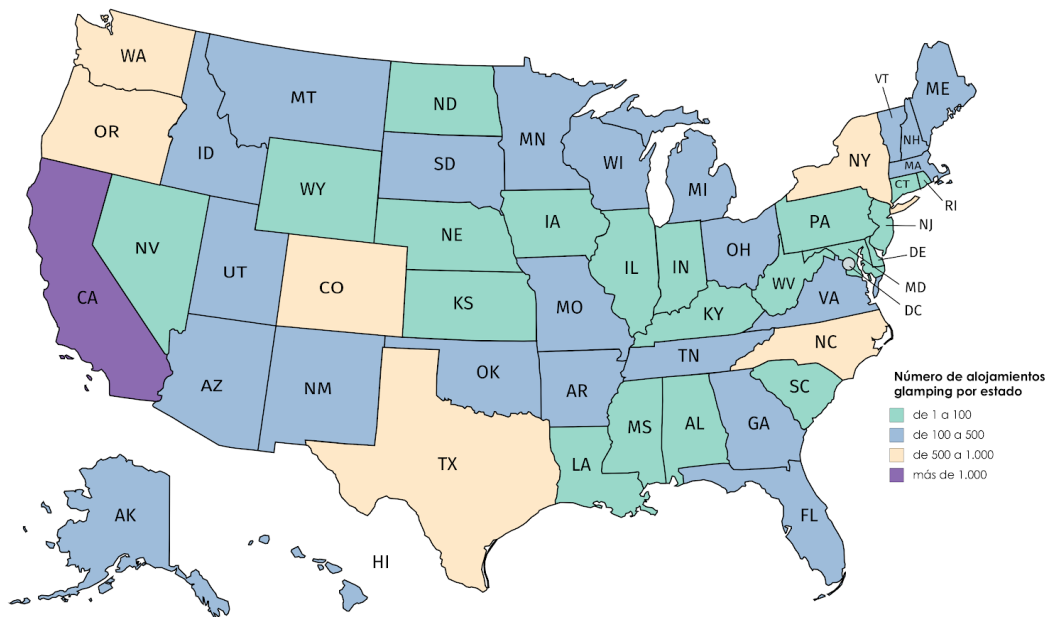 WA
MT
ND
MN
VT
ME
OR
ID
SD
WI
NH
NY
MA
WY
MI
CT
RI
IA
PA
NJ
NV
NE
OH
DE
UT
IL
IN
CA
CO
WV
MD
KS
MO
VA
DC
KY
NC
TN
OK
AZ
NM
AR
SC
Número de alojamientos
glamping por estado
MS
AL
GA
de 1 a 100
de 100 a 500
TX
LA
de 500 a 1.000
más de 1.000
AK
FL
HI